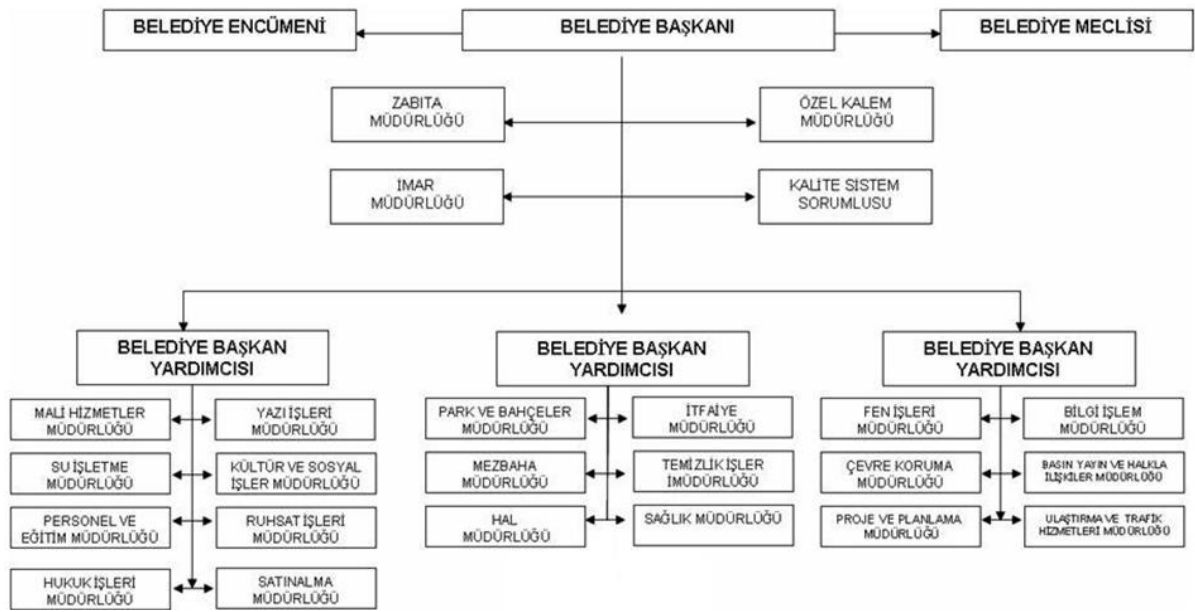 BELEDİYE ENCÜMENİ
BELEDİYE BAŞKANI
BELEDİYE MECLİSİ
ZABITA
MÜDÜRLÜĞÜ
ÖZEL KALEM
MÜDÜRLÜĞÜ
İMAR
MÜDÜRLÜĞÜ
KALİTE SİSTEM
SORUMLUSU
BELEDİYE BAŞKAN
YARDIMCISI
BELEDİYE BAŞKAN
YARDIMCISI
BELEDİYE BAŞKAN
YARDIMCISI
MALİ HİZMETLER
MÜDÜRLÜĞÜ
YAZI İŞLERİ
MÜDÜRLÜĞÜ
SU İŞLETME
MÜDÜRLÜĞÜ
KÜLTÜR VE SOSYAL
İŞLER MÜDÜRLÜĞÜ
PERSONEL VE
EĞİTİM MÜDÜRLÜĞÜ
RUHSAT İŞLERİ
MÜDÜRLÜĞÜ
HUKUK İŞLERİ
MÜDÜRLÜĞÜ
SATINALMA
MÜDÜRLÜĞÜ
PARK VE BAHÇELER
MÜDÜRLÜĞÜ
İTFAİYE
MÜDÜRLÜĞÜ
MEZBAHA
MÜDÜRLÜĞÜ
TEMİZLİK İŞLER
İMÜDÜRLÜĞÜ
HAL
MÜDÜRLÜĞÜ
SAĞLIK MÜDÜRLÜĞÜ
FEN İŞLERİ
MÜDÜRLÜĞÜ
BİLGİ İŞLEM
MÜDÜRLÜĞÜ
ÇEVRE KORUMA
MÜDÜRLÜĞÜ
BASIN YAYIN VE HALKLA
İLİŞKİLER MÜDÜRLÜĞÜ
PROJE VE PLANLAMA
MÜDÜRLÜĞÜ
ULAŞTIRMA VE TRAFİK
HİZMETLERİ MÜDÜRLÜĞÜ